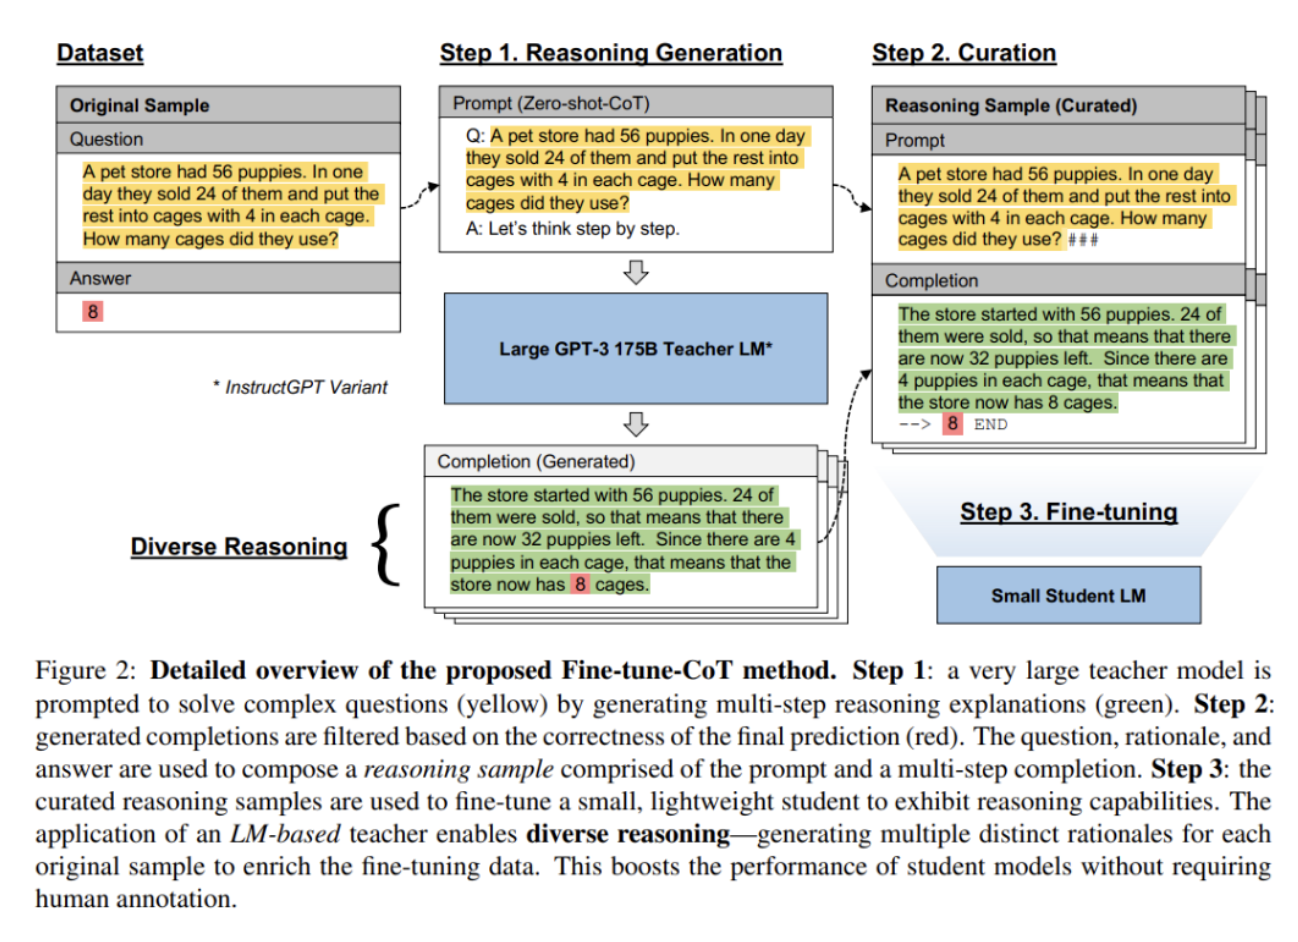 Dataset
Original Sample
Question
A pet store had 56 puppies. In one
day they sold 24 of them and put the
rest into cages with 4 in each cage.
How many cages did they use?
Answer
8
* InstructGPT Variant
Step 1. Reasoning Generation
Prompt (Zero-shot-CoT)
Q: A pet store had 56 puppies. In one day
they sold 24 of them and put the rest into
cages with 4 in each cage. How many
cages did they use?
A: Let's think step by step.
Large GPT-3 175B Teacher LM*
Diverse Reasoning
{
Completion (Generated)
The store started with 56 puppies. 24 of
them were sold, so that means that there
are now 32 puppies left. Since there are 4
puppies in each cage, that means that the
store now has 8 cages.
Step 2. Curation
Reasoning Sample (Curated)
Prompt
A pet store had 56 puppies. In one day
they sold 24 of them and put the rest into
cages with 4 in each cage. How many
cages did they use? ###
Completion
The store started with 56 puppies. 24 of
them were sold, so that means that there
are now 32 puppies left. Since there are
4 puppies in each cage, that means that
the store now has 8 cages.
--> 8 END
Step 3. Fine-tuning
Small Student LM
Figure 2: Detailed overview of the proposed Fine-tune-CoT method. Step 1: a very large teacher model is
prompted to solve complex questions (yellow) by generating multi-step reasoning explanations (green). Step 2:
generated completions are filtered based on the correctness of the final prediction (red). The question, rationale, and
answer are used to compose a reasoning sample comprised of the prompt and a multi-step completion. Step 3: the
curated reasoning samples are used to fine-tune a small, lightweight student to exhibit reasoning capabilities. The
application of an LM-based teacher enables diverse reasoning—generating multiple distinct rationales for each
original sample to enrich the fine-tuning data. This boosts the performance of student models without requiring
human annotation.